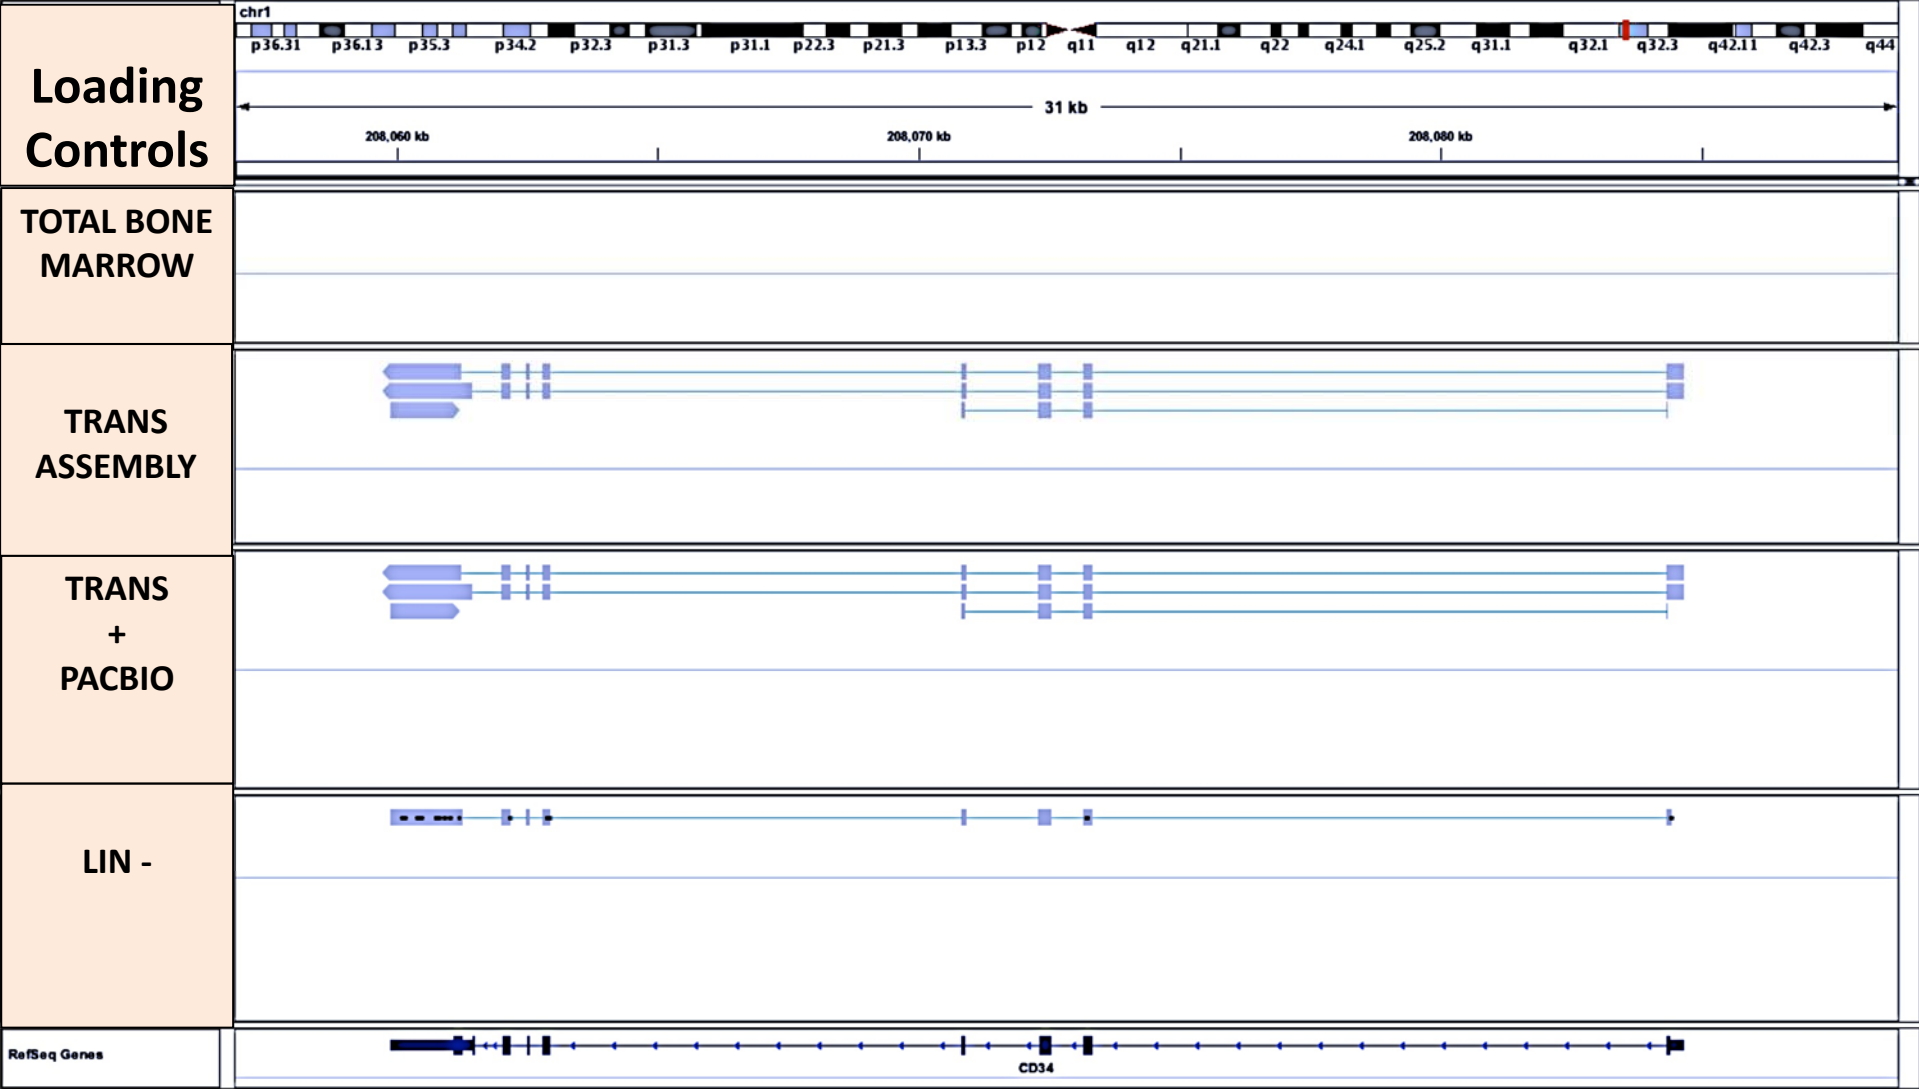 Loading
Controls
chr1
p36.31 p36.13 p35.3 p34.2 p32.3 p31.3 p31.1 p22.3 p21.3 p13.3 p12 q11 q12 q21.1 q22 q24.1 q25.2 q31.1 q32.1 q32.3 q42.11 q42.3 q44
31 kb
208,060 kb 208,070 kb 208,080 kb
TOTAL BONE
MARROW
TRANS
ASSEMBLY
TRANS
+
PACBIO
LIN -
RefSeq Genes
CD34